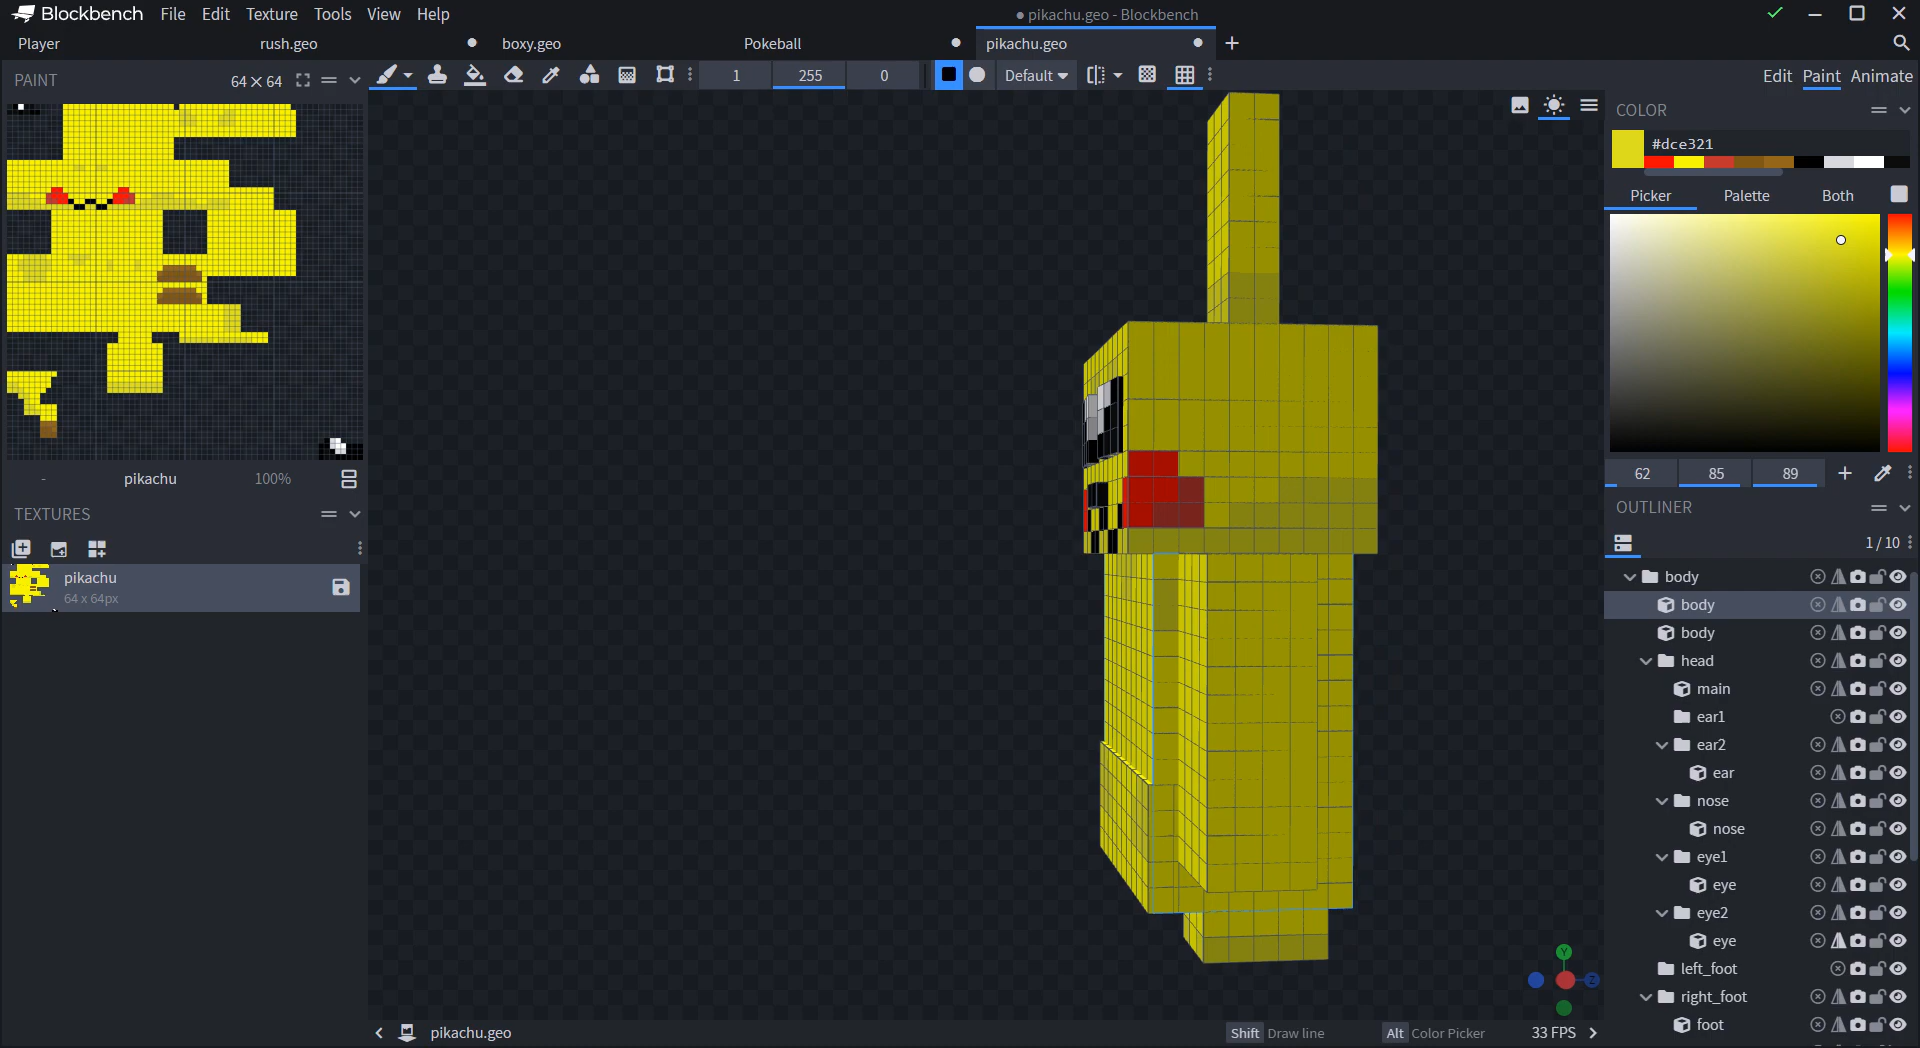 Blockbench File Edit Texture Tools View Help
pikachu.geo - Blockbench
Player rush.geo boxy.geo Pokeball pikachu.geo
PAINT 64 × 64
1 255 0 Default
Edit Paint Animate
COLOR
#dce321
Picker Palette Both
62 85 89
- pikachu 100%
TEXTURES
pikachu
64 x 64px
OUTLINER
1 / 10
body
body
body
head
main
ear1
ear2
ear
nose
nose
eye1
eye
eye2
eye
left_foot
right_foot
foot
Y
Z
pikachu.geo
Shift Draw line Alt Color Picker 33 FPS